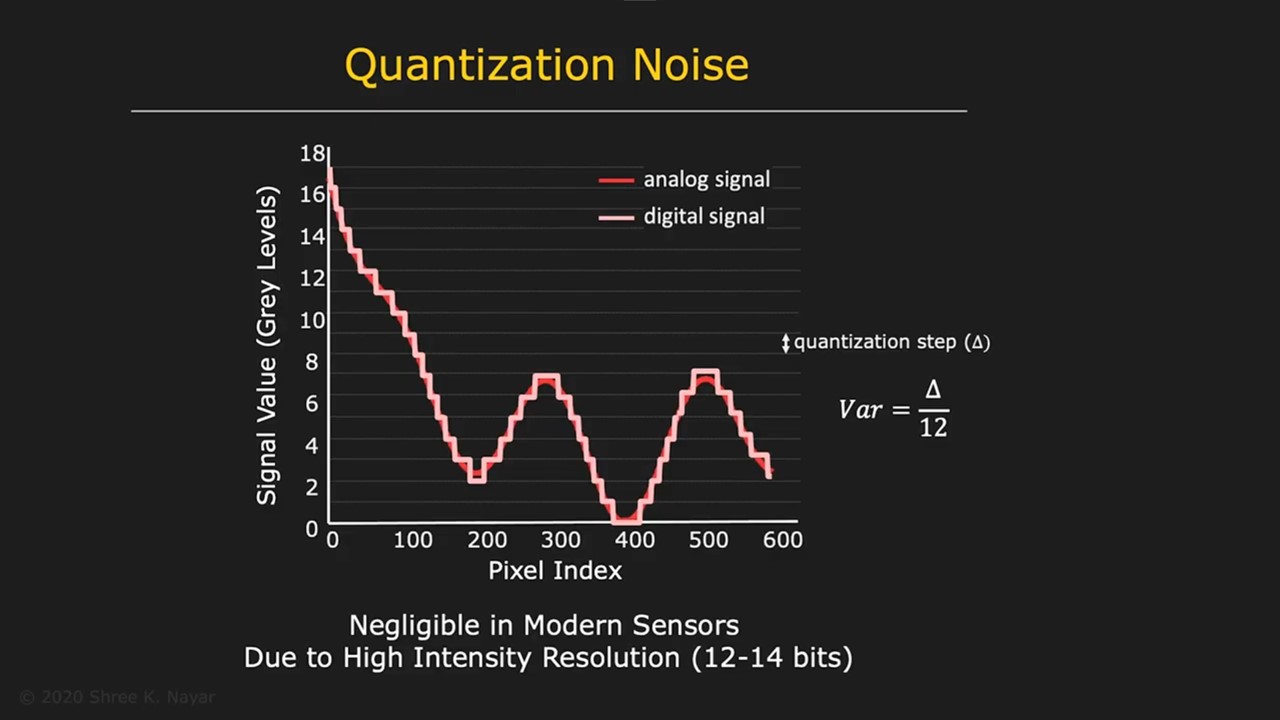 Quantization Noise
18
16
14
12
10
8
6
4
2
0
Signal Value (Grey Levels)
analog signal
digital signal
quantization step (Δ)
Var = Δ/12
0 100 200 300 400 500 600
Pixel Index
Negligible in Modern Sensors
Due to High Intensity Resolution (12-14 bits)
© 2020 Shree K. Nayar